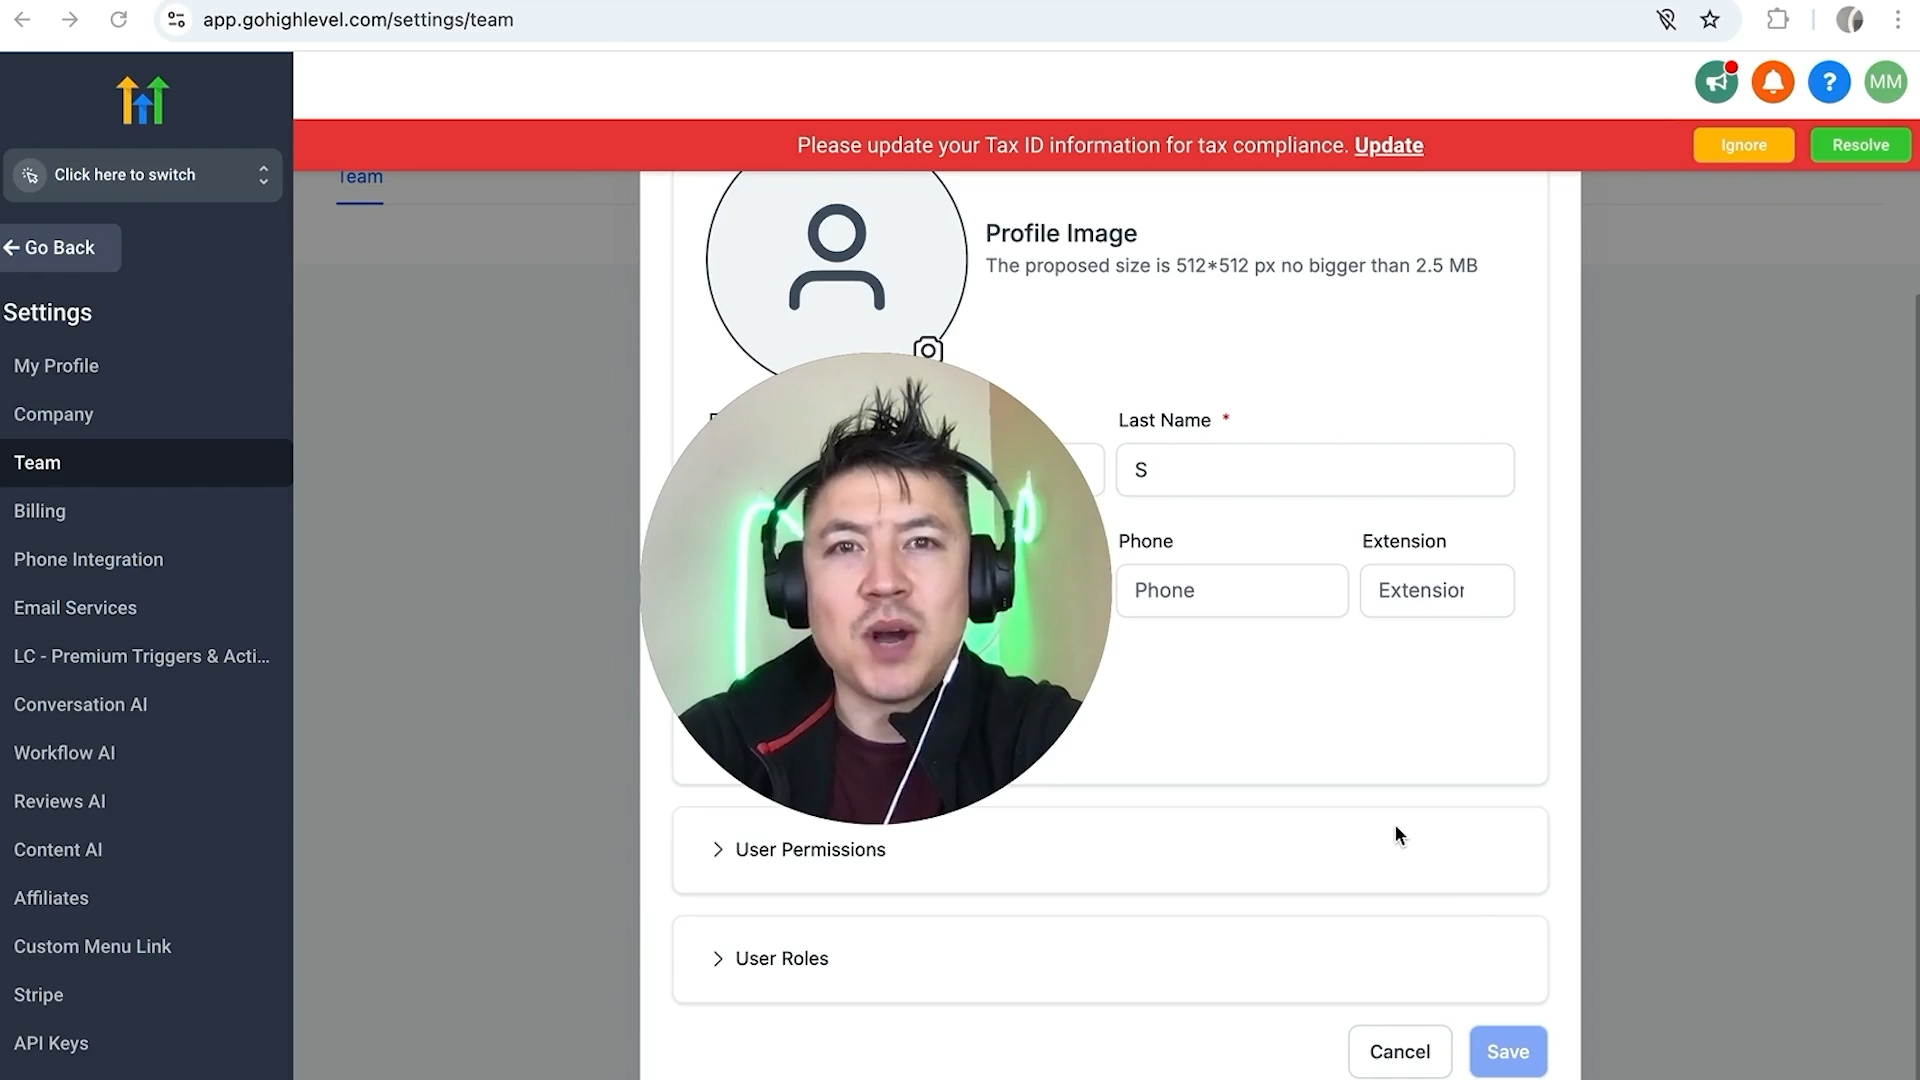 app.gohighlevel.com/settings/team
MM
Please update your Tax ID information for tax compliance. Update
Ignore
Resolve
Click here to switch
Team
Go Back
Profile Image
The proposed size is 512*512 px no bigger than 2.5 MB
Settings
My Profile
Company
Team
Billing
Phone Integration
Email Services
LC - Premium Triggers & Acti...
Conversation AI
Workflow AI
Reviews AI
Content AI
Affiliates
Custom Menu Link
Stripe
API Keys
Last Name *
S
Phone
Extension
Phone
Extension
User Permissions
User Roles
Cancel
Save